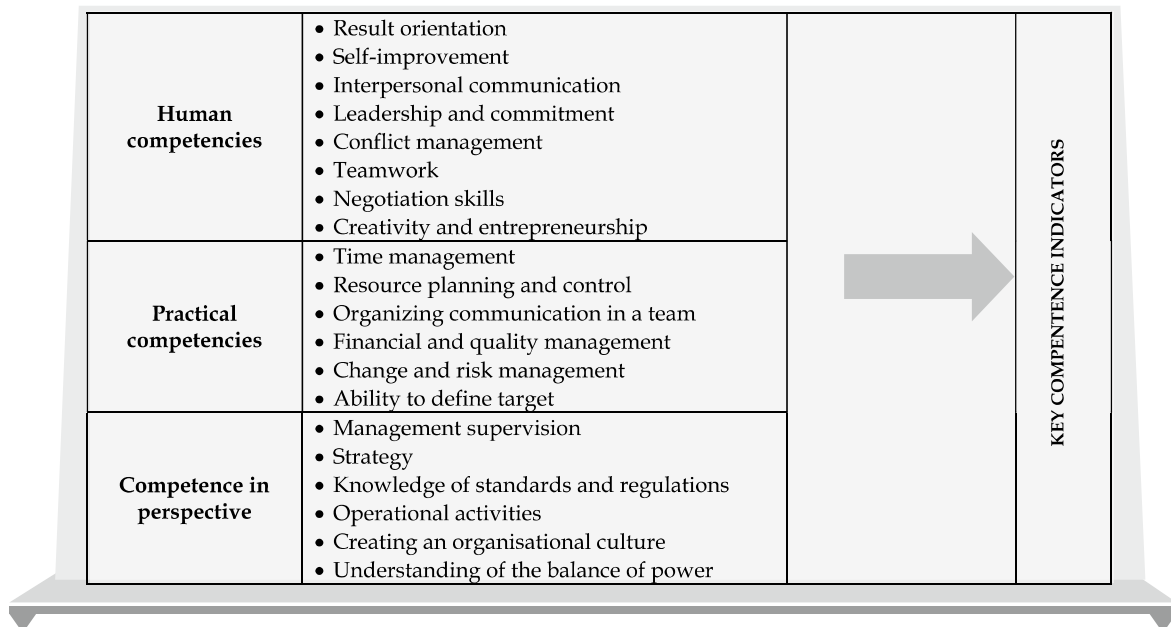 Human
competencies
• Result orientation
• Self-improvement
• Interpersonal communication
• Leadership and commitment
• Conflict management
• Teamwork
• Negotiation skills
• Creativity and entrepreneurship
Practical
competencies
• Time management
• Resource planning and control
• Organizing communication in a team
• Financial and quality management
• Change and risk management
• Ability to define target
Competence in
perspective
• Management supervision
• Strategy
• Knowledge of standards and regulations
• Operational activities
• Creating an organisational culture
• Understanding of the balance of power
KEY COMPENTENCE INDICATORS